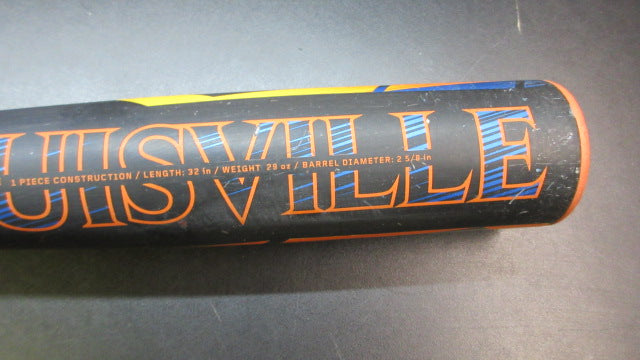 UISVILLE
1 PIECE CONSTRUCTION / LENGTH: 32 in / WEIGHT 29 oz / BARREL DIAMETER: 2 5/8-in